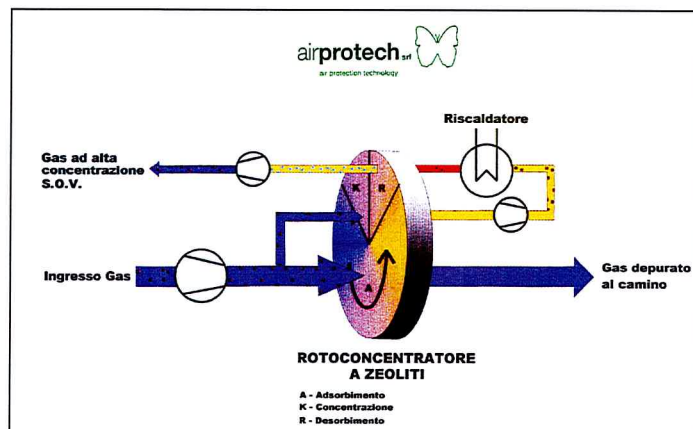 airprotech srl
air protection technology
Riscaldatore
Gas ad alta
concentrazione
S.O.V.
K R
Ingresso Gas
A
Gas depurato
al camino
ROTOCONCENTRATORE
A ZEOLITI
A - Adsorbimento
K - Concentrazione
R - Desorbimento